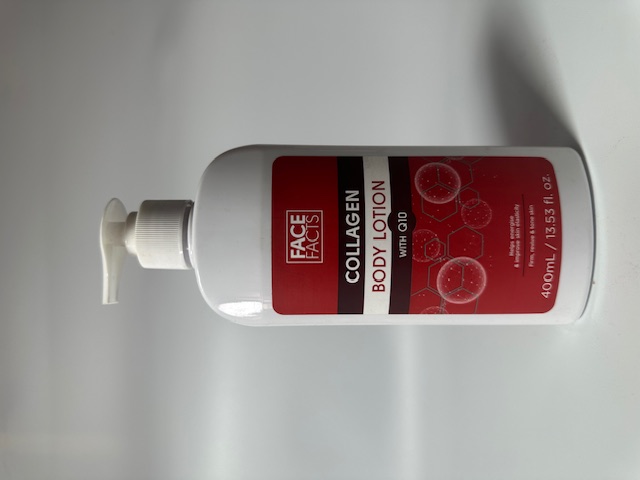 FACE
FACTS
COLLAGEN
BODY LOTION
WITH Q10
Helps energise
& improve skin elasticity
Firm, revive & tone skin
400mL / 13.53 fl. oz.